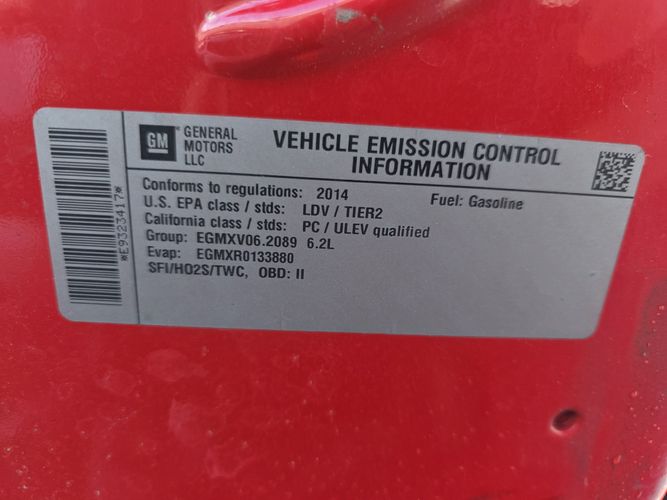 GM
GENERAL
MOTORS
LLC
VEHICLE EMISSION CONTROL
INFORMATION
Conforms to regulations: 2014 Fuel: Gasoline
U.S. EPA class / stds: LDV / TIER2
California class / stds: PC / ULEV qualified
Group: EGMXV06.2089 6.2L
Evap: EGMXR0133880
SFI/HO2S/TWC, OBD: II
*E9323417*